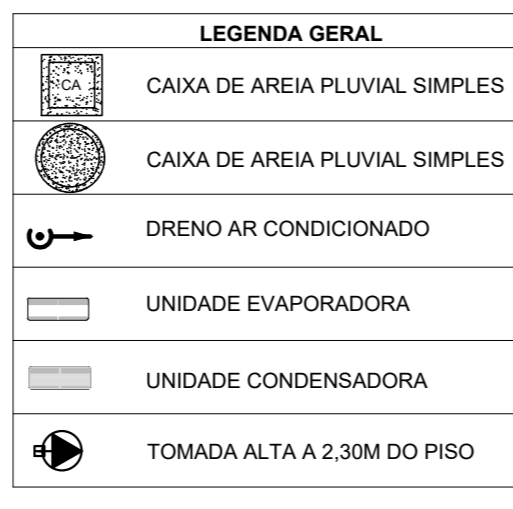 LEGENDA GERAL
CA
CAIXA DE AREIA PLUVIAL SIMPLES
CAIXA DE AREIA PLUVIAL SIMPLES
DRENO AR CONDICIONADO
UNIDADE EVAPORADORA
UNIDADE CONDENSADORA
TOMADA ALTA A 2,30M DO PISO